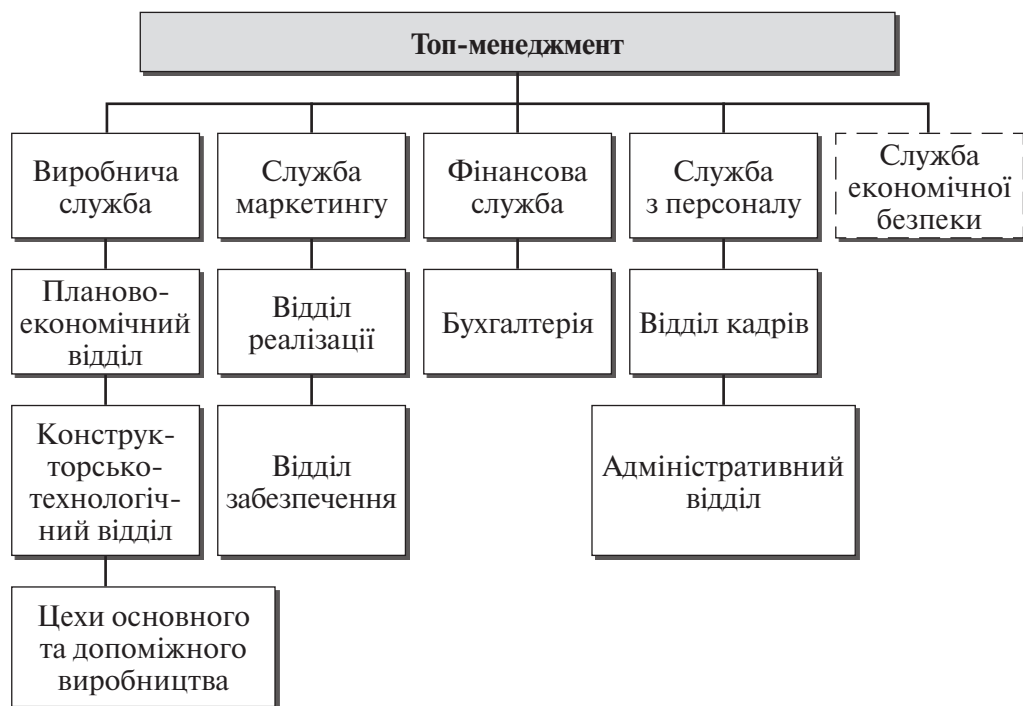 Топ-менеджмент
Виробнича
служба
Служба
маркетингу
Фінансова
служба
Служба
з персоналу
Служба
економічної
безпеки
Планово-
економічний
відділ
Відділ
реалізації
Бухгалтерія
Відділ кадрів
Конструк-
торсько-
технологіч-
ний відділ
Відділ
забезпечення
Адміністративний
відділ
Цехи основного
та допоміжного
виробництва